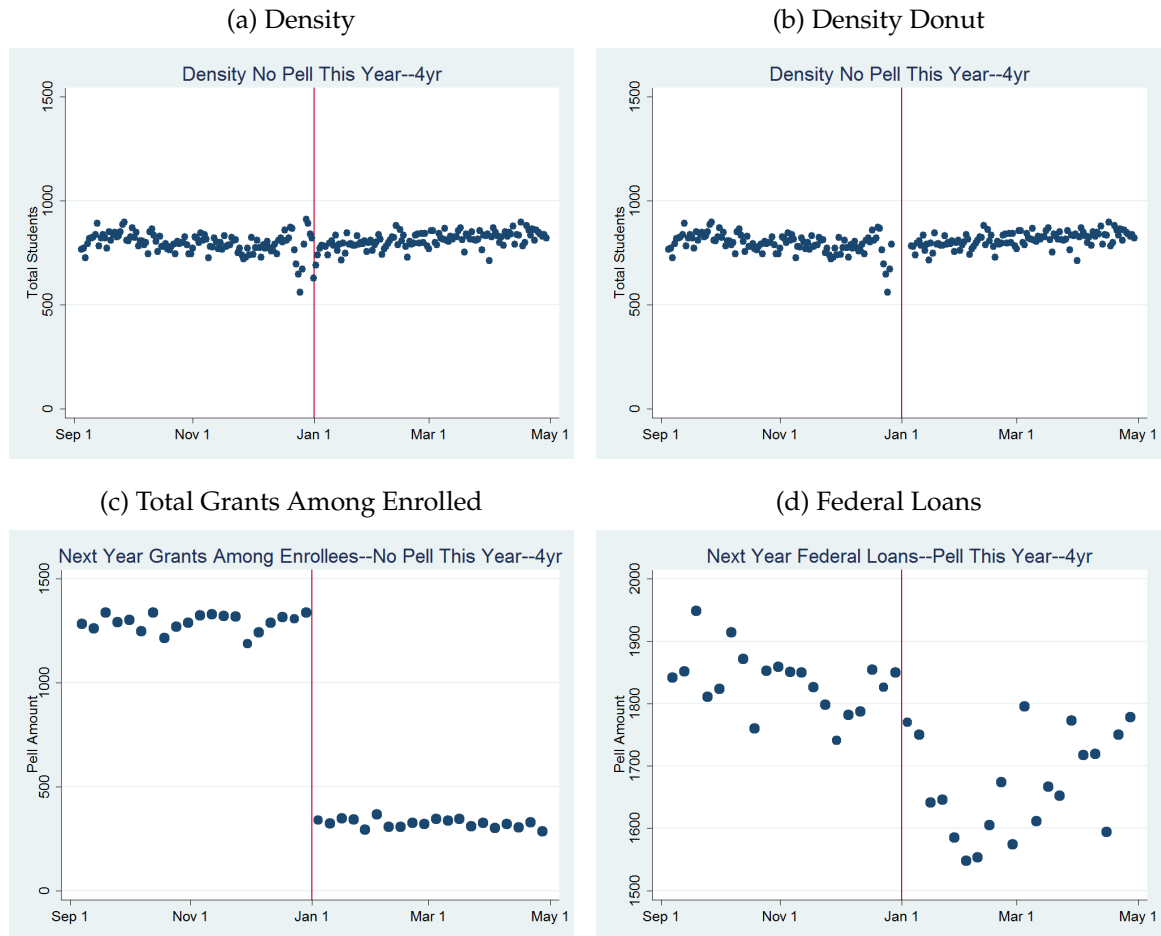 (a) Density
Density No Pell This Year--4yr
Total Students
1500
1000
500
0
Sep 1
Nov 1
Jan 1
Mar 1
May 1
(b) Density Donut
Density No Pell This Year--4yr
Total Students
1500
1000
500
0
Sep 1
Nov 1
Jan 1
Mar 1
May 1
(c) Total Grants Among Enrolled
Next Year Grants Among Enrollees--No Pell This Year--4yr
Pell Amount
1500
1000
500
0
Sep 1
Nov 1
Jan 1
Mar 1
May 1
(d) Federal Loans
Next Year Federal Loans--Pell This Year--4yr
Pell Amount
2000
1900
1800
1700
1600
1500
Sep 1
Nov 1
Jan 1
Mar 1
May 1